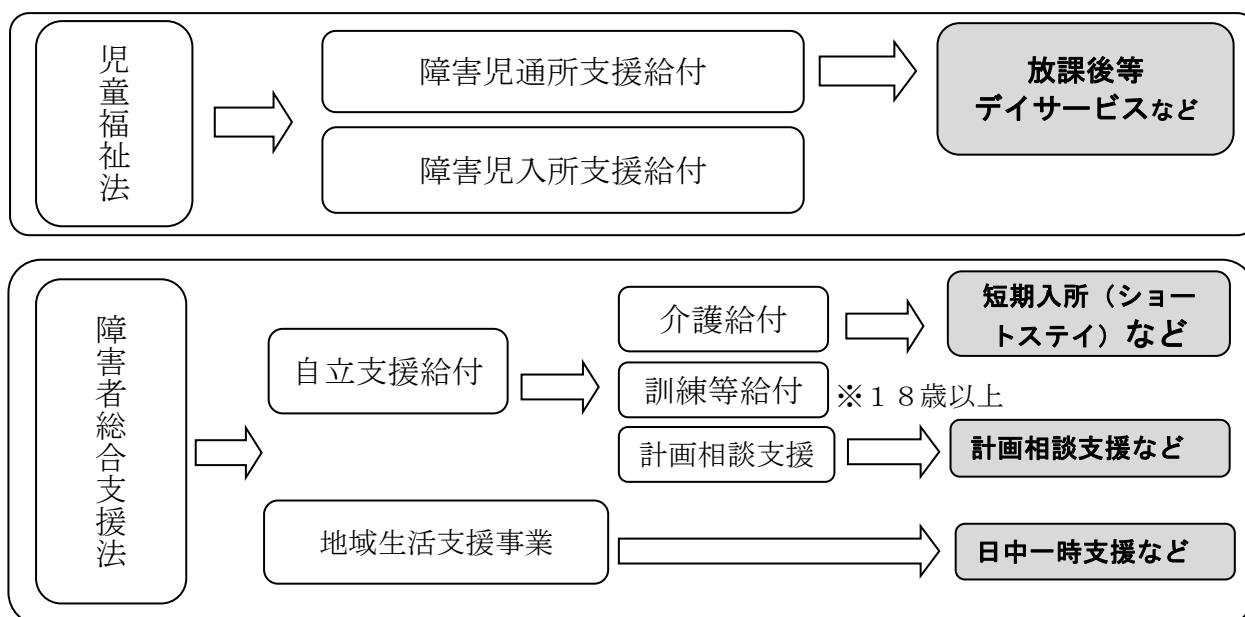 児童福祉法
障害児通所支援給付
障害児入所支援給付
放課後等
デイサービスなど
障害者総合支援法
自立支援給付
介護給付
訓練等給付
※18歳以上
計画相談支援
短期入所(ショー
トステイ)など
計画相談支援など
地域生活支援事業
日中一時支援など